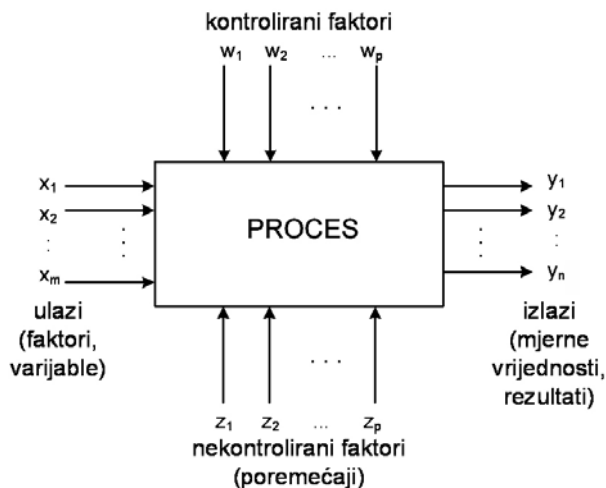 kontrolirani faktori
w₁ w₂ ... wₚ
. . .
x₁
x₂
xₘ
ulazi
(faktori,
varijable)
PROCES
y₁
y₂
yₙ
izlazi
(mjerne
vrijednosti,
rezultati)
. . .
z₁ z₂ ... zₚ
nekontrolirani faktori
(poremećaji)